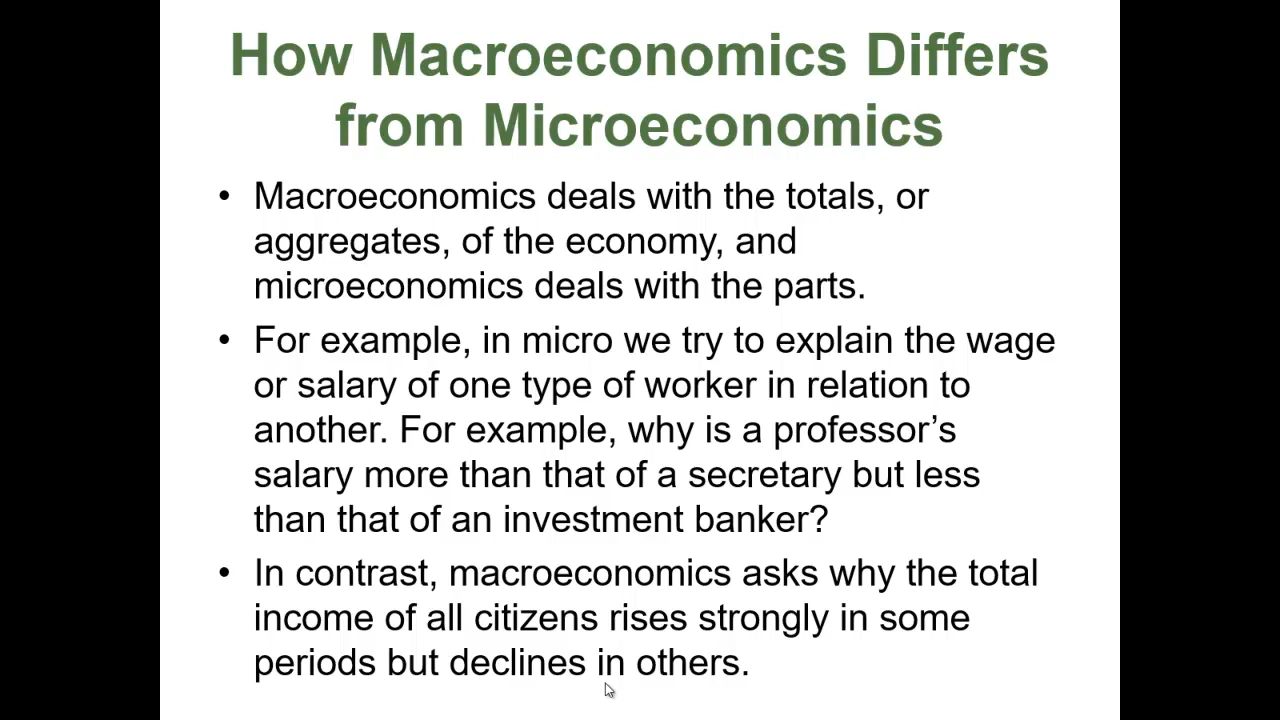 How Macroeconomics Differs
from Microeconomics
• Macroeconomics deals with the totals, or
aggregates, of the economy, and
microeconomics deals with the parts.
• For example, in micro we try to explain the wage
or salary of one type of worker in relation to
another. For example, why is a professor’s
salary more than that of a secretary but less
than that of an investment banker?
• In contrast, macroeconomics asks why the total
income of all citizens rises strongly in some
periods but declines in others.